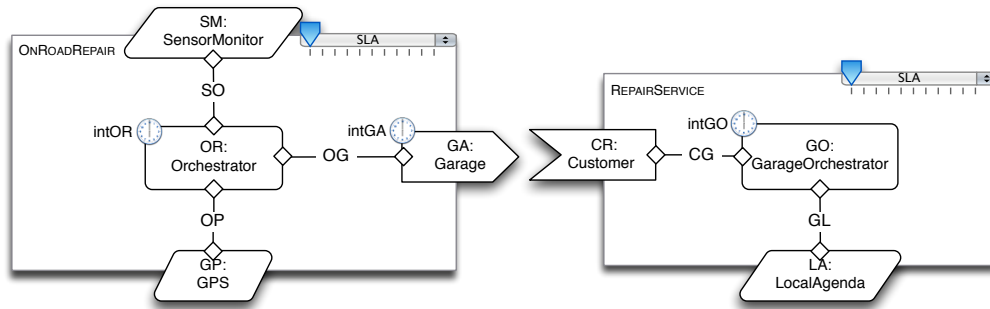 SM:
SensorMonitor
ONROADREPAIR
SLA
SO
intOR
OR:
Orchestrator
OG
intGA
GA:
Garage
OP
GP:
GPS
SLA
REPAIRSERVICE
CR:
Customer
CG
intGO
GO:
GarageOrchestrator
GL
LA:
LocalAgenda